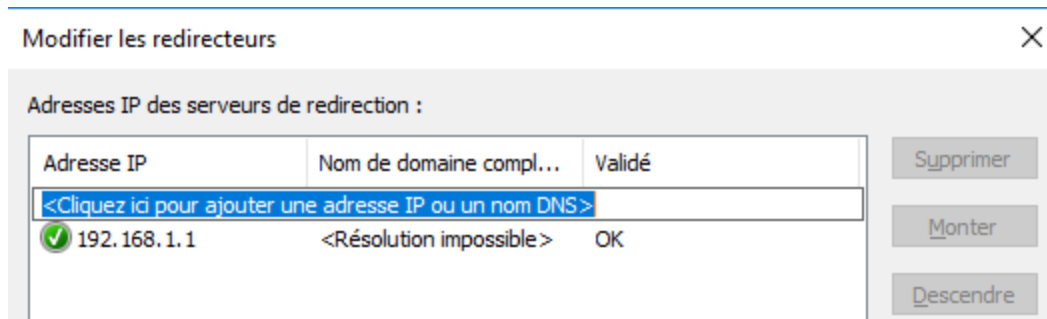 Modifier les redirecteurs
Adresses IP des serveurs de redirection :
Adresse IP Nom de domaine compl... Validé
<Cliquez ici pour ajouter une adresse IP ou un nom DNS>
192.168.1.1 <Résolution impossible> OK
Supprimer
Monter
Descendre